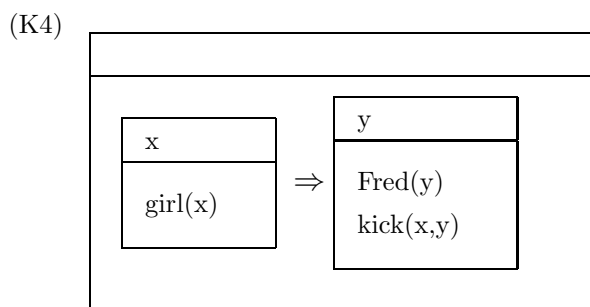 (K4)
x
girl(x)
⇒
y
Fred(y)
kick(x,y)